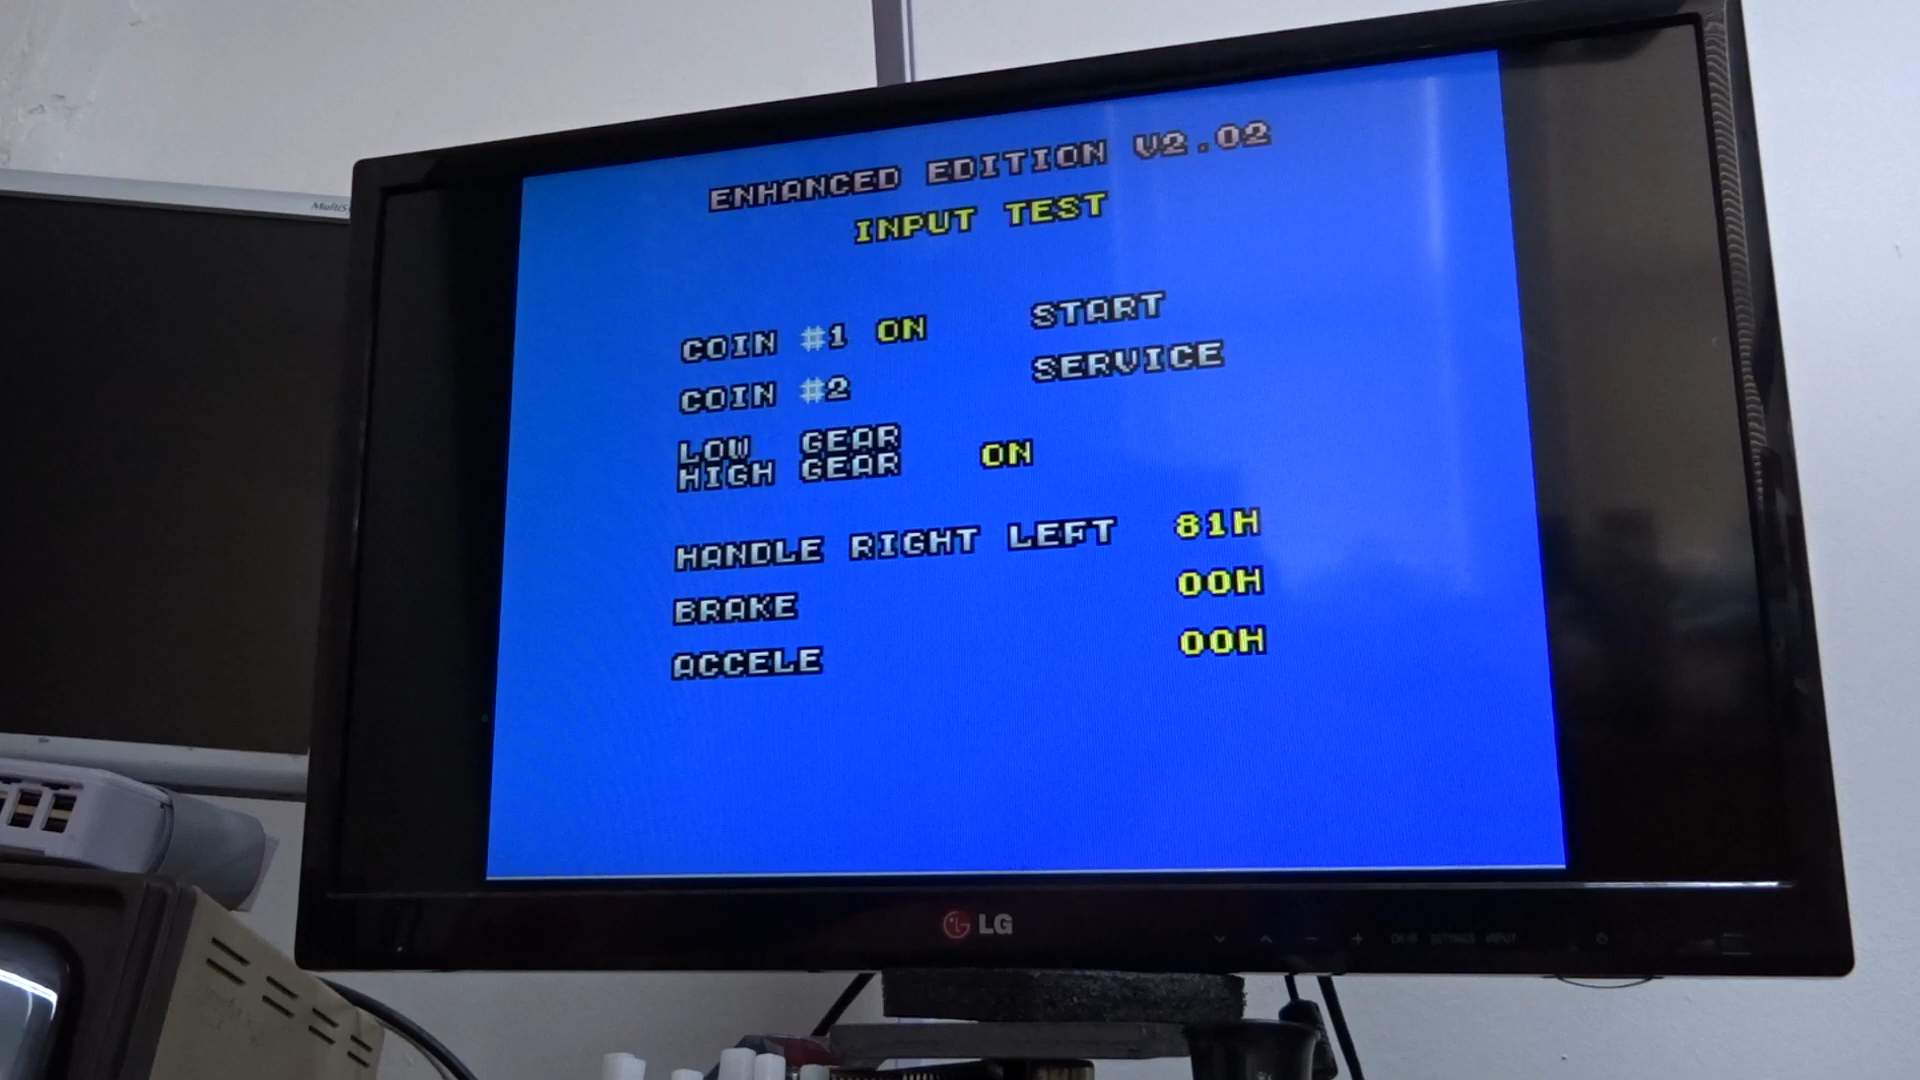 ENHANCED EDITION V2.02
INPUT TEST
COIN #1 ON START
COIN #2 SERVICE
LOW GEAR
HIGH GEAR ON
HANDLE RIGHT LEFT 81H
BRAKE 00H
ACCELE 00H
LG